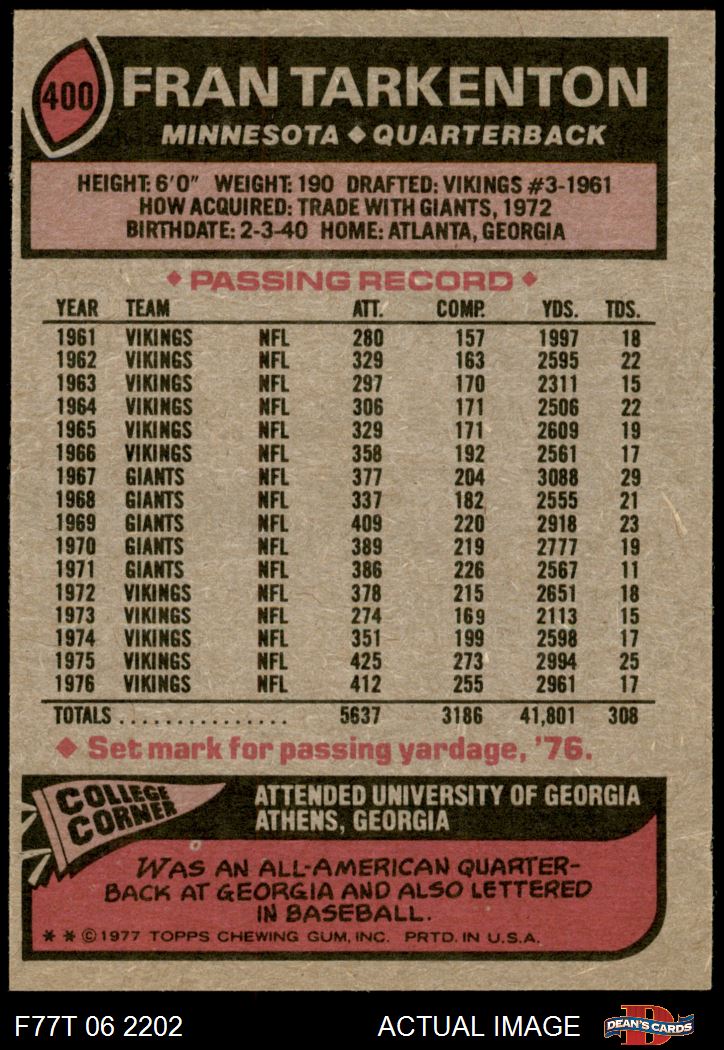 400 FRAN TARKENTON
MINNESOTA ◆ QUARTERBACK
HEIGHT: 6'0" WEIGHT: 190 DRAFTED: VIKINGS #3-1961
HOW ACQUIRED: TRADE WITH GIANTS, 1972
BIRTHDATE: 2-3-40 HOME: ATLANTA, GEORGIA
◆ PASSING RECORD ◆
YEAR TEAM ATT. COMP. YDS. TDS.
1961 VIKINGS NFL 280 157 1997 18
1962 VIKINGS NFL 329 163 2595 22
1963 VIKINGS NFL 297 170 2311 15
1964 VIKINGS NFL 306 171 2506 22
1965 VIKINGS NFL 329 171 2609 19
1966 VIKINGS NFL 358 192 2561 17
1967 GIANTS NFL 377 204 3088 29
1968 GIANTS NFL 337 182 2555 21
1969 GIANTS NFL 409 220 2918 23
1970 GIANTS NFL 389 219 2777 19
1971 GIANTS NFL 386 226 2567 11
1972 VIKINGS NFL 378 215 2651 18
1973 VIKINGS NFL 274 169 2113 15
1974 VIKINGS NFL 351 199 2598 17
1975 VIKINGS NFL 425 273 2994 25
1976 VIKINGS NFL 412 255 2961 17
TOTALS ............... 5637 3186 41,801 308
◆ Set mark for passing yardage, '76.
COLLEGE
CORNER
ATTENDED UNIVERSITY OF GEORGIA
ATHENS, GEORGIA
WAS AN ALL-AMERICAN QUARTER-
BACK AT GEORGIA AND ALSO LETTERED
IN BASEBALL.
* * © 1977 TOPPS CHEWING GUM, INC. PRTD. IN U.S.A.
F77T 06 2202 ACTUAL IMAGE D DEAN'S CARDS